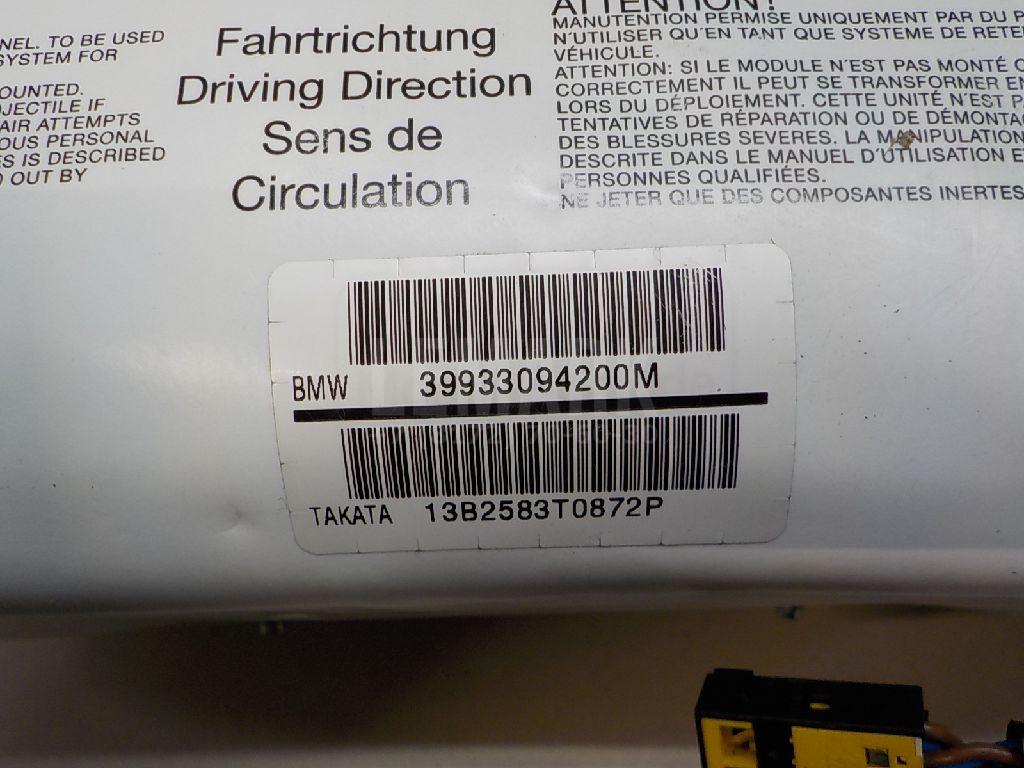 NEL. TO BE USED
SYSTEM FOR
OUNTED.
OJECTILE IF
AIR ATTEMPTS
OUS PERSONAL
ES IS DESCRIBED
D OUT BY
Fahrtrichtung
Driving Direction
Sens de
Circulation
ATTENTION!
MANUTENTION PERMISE UNIQUEMENT PAR DU P
N'UTILISER QU'EN TANT QUE SYSTEME DE RETE
VÉHICULE.
ATTENTION: SI LE MODULE N'EST PAS MONTÉ C
CORRECTEMENT IL PEUT SE TRANSFORMER EN
LORS DU DÉPLOIEMENT. CETTE UNITÉ N'EST PA
TENTATIVES DE RÉPARATION OU DE DÉMONTAG
DES BLESSURES SEVERES. LA MANIPULATION
DESCRITE DANS LE MANUEL D'UTILISATION E
PERSONNES QUALIFIÉES.
NE JETER QUE DES COMPOSANTES INERTES
BMW 39933094200M
TAKATA 13B2583T0872P